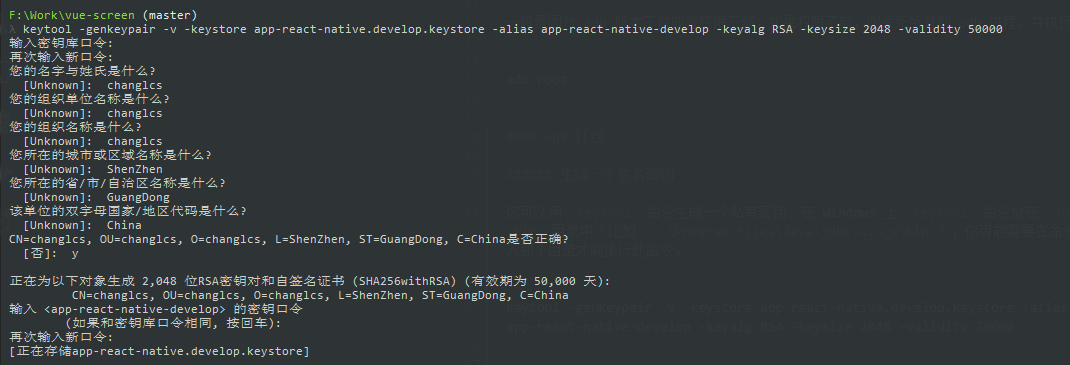 F:\Work\vue-screen (master)
λ keytool -genkeypair -v -keystore app-react-native.develop.keystore -alias app-react-native-develop -keyalg RSA -keysize 2048 -validity 50000
输入密钥库口令:
再次输入新口令:
您的名字与姓氏是什么?
[Unknown]:  changlcs
您的组织单位名称是什么?
[Unknown]:  changlcs
您的组织名称是什么?
[Unknown]:  changlcs
您所在的城市或区域名称是什么?
[Unknown]:  ShenZhen
您所在的省/市/自治区名称是什么?
[Unknown]:  GuangDong
该单位的双字母国家/地区代码是什么?
[Unknown]:  China
CN=changlcs, OU=changlcs, O=changlcs, L=ShenZhen, ST=GuangDong, C=China是否正确?
[否]:  y
正在为以下对象生成 2,048 位RSA密钥对和自签名证书 (SHA256withRSA) (有效期为 50,000 天):
CN=changlcs, OU=changlcs, O=changlcs, L=ShenZhen, ST=GuangDong, C=China
输入 <app-react-native-develop> 的密钥口令
(如果和密钥库口令相同, 按回车):
再次输入新口令:
[正在存储app-react-native.develop.keystore]